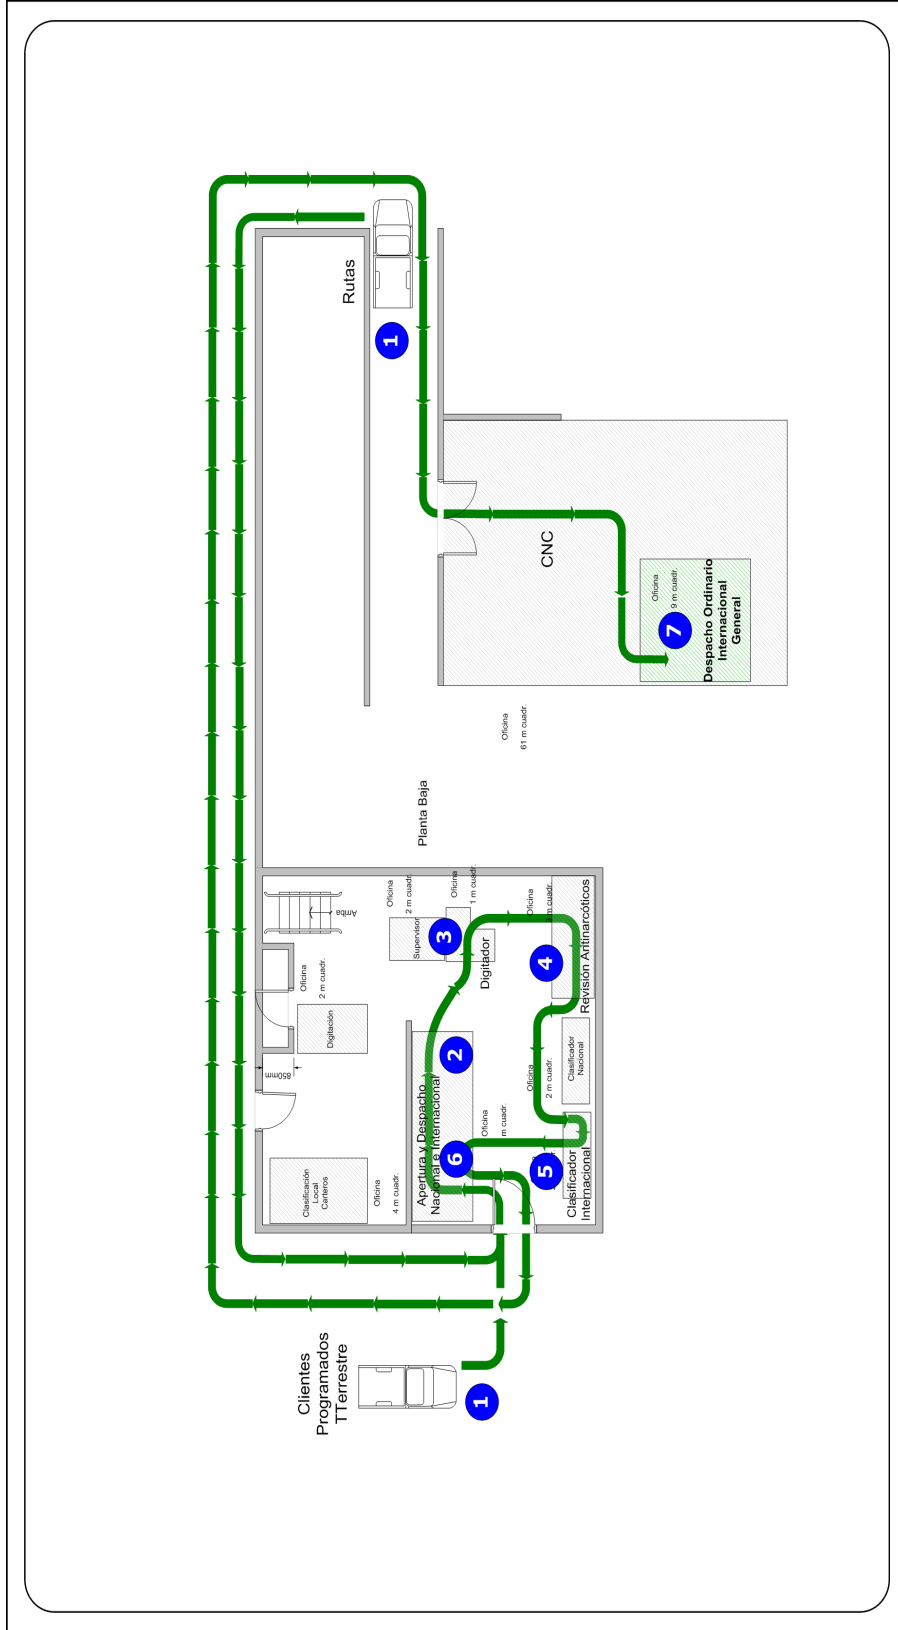 Clientes
Programados
TTerrestre
1
Clasificación
Local
Carteros
Oficina
4 m cuadr.
850mm
Digitación
Oficina
2 m cuadr.
Arriba
Rutas
1
Supervisor
Oficina
2 m cuadr.
Apertura y Despacho
Nacional e Internacional
2
6
3
Oficina
1 m cuadr.
Digitador
Oficina
m cuadr.
Planta Baja
Oficina
61 m cuadr.
CNC
Oficina
m cuadr.
4
Revisión Antinarcóticos
Oficina
2 m cuadr.
Clasificador
Nacional
5
Clasificador
Internacional
Oficina
9 m cuadr.
7
Despacho Ordinario
Internacional
General